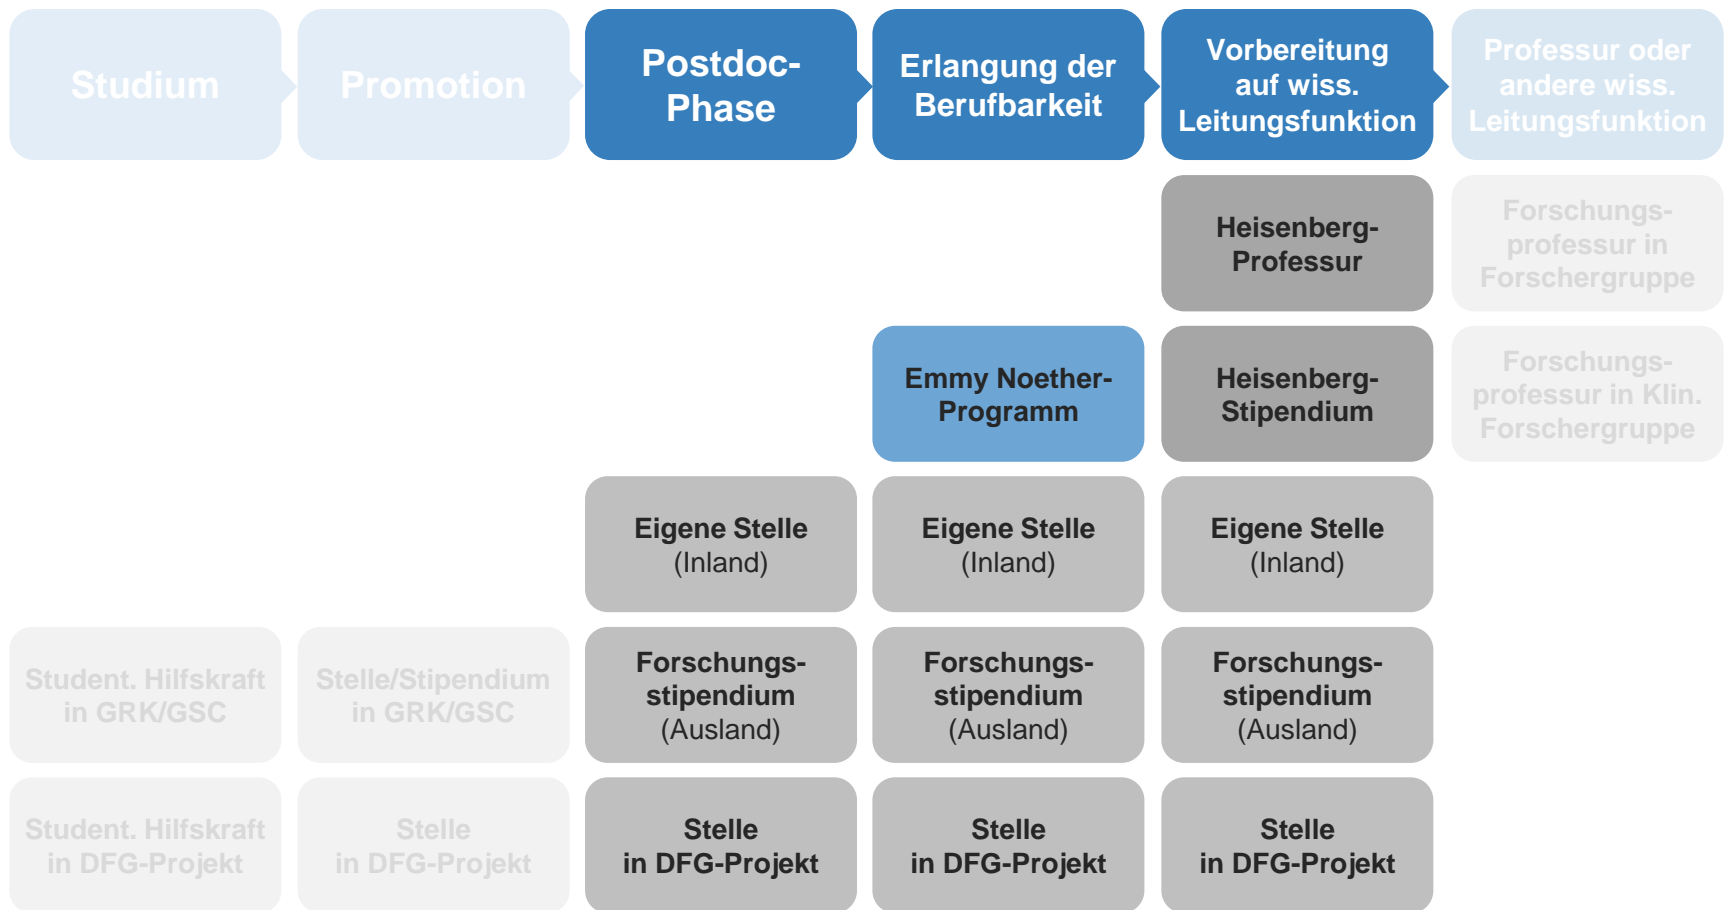 Studium
Promotion
Postdoc-
Phase
Erlangung der
Berufbarkeit
Vorbereitung
auf wiss.
Leitungsfunktion
Professur oder
andere wiss.
Leitungsfunktion
Heisenberg-
Professur
Forschungs-
professur in
Forschergruppe
Emmy Noether-
Programm
Heisenberg-
Stipendium
Forschungs-
professur in Klin.
Forschergruppe
Eigene Stelle
(Inland)
Eigene Stelle
(Inland)
Eigene Stelle
(Inland)
Student. Hilfskraft
in GRK/GSC
Stelle/Stipendium
in GRK/GSC
Forschungs-
stipendium
(Ausland)
Forschungs-
stipendium
(Ausland)
Forschungs-
stipendium
(Ausland)
Student. Hilfskraft
in DFG-Projekt
Stelle
in DFG-Projekt
Stelle
in DFG-Projekt
Stelle
in DFG-Projekt
Stelle
in DFG-Projekt